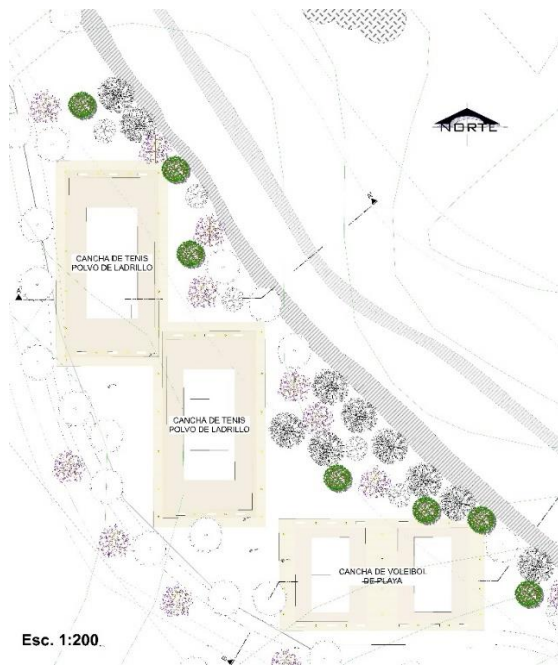 NORTE
A'
CANCHA DE TENIS
POLVO DE LADRILLO
A
CANCHA DE TENIS
POLVO DE LADRILLO
CANCHA DE VOLEIBOL
DE PLAYA
Esc. 1:200